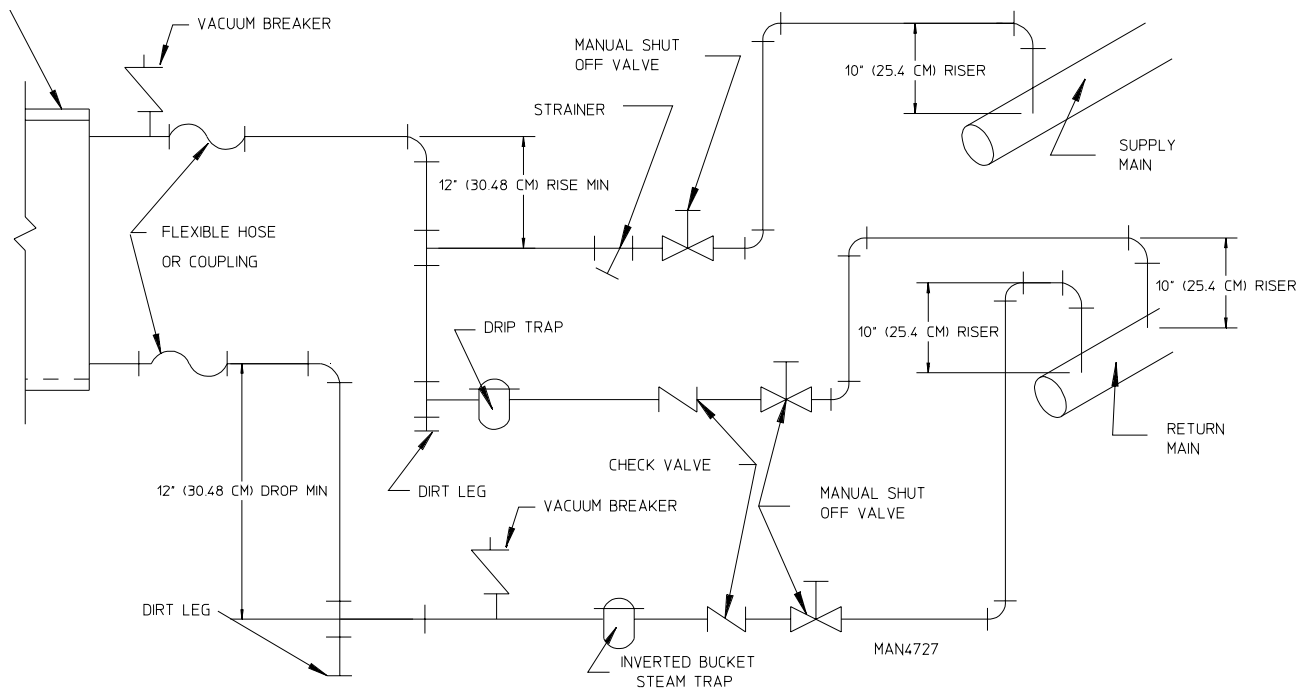 VACUUM BREAKER
MANUAL SHUT
OFF VALVE
10" (25.4 CM) RISER
STRAINER
SUPPLY
MAIN
12" (30.48 CM) RISE MIN
FLEXIBLE HOSE
OR COUPLING
10" (25.4 CM) RISER
DRIP TRAP
10" (25.4 CM) RISER
RETURN
MAIN
CHECK VALVE
12" (30.48 CM) DROP MIN
DIRT LEG
MANUAL SHUT
OFF VALVE
VACUUM BREAKER
DIRT LEG
MAN4727
INVERTED BUCKET
STEAM TRAP